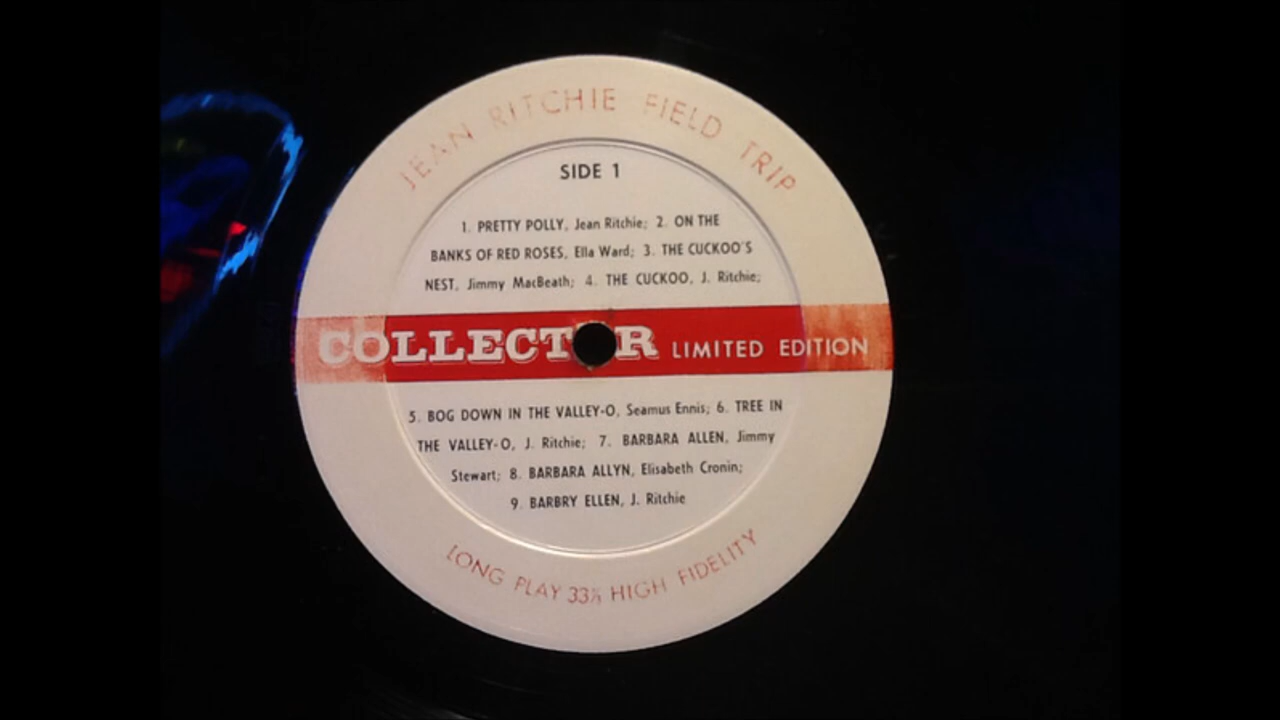 JEAN RITCHIE FIELD TRIP
SIDE 1
1. PRETTY POLLY, Jean Ritchie; 2. ON THE
BANKS OF RED ROSES, Ella Ward; 3. THE CUCKOO'S
NEST, Jimmy MacBeath; 4. THE CUCKOO, J. Ritchie;
COLLECTOR LIMITED EDITION
5. BOG DOWN IN THE VALLEY-O, Seamus Ennis; 6. TREE IN
THE VALLEY-O, J. Ritchie; 7. BARBARA ALLEN, Jimmy
Stewart; 8. BARBARA ALLYN, Elisabeth Cronin;
9. BARBRY ELLEN, J. Ritchie
LONG PLAY 33⅓ HIGH FIDELITY